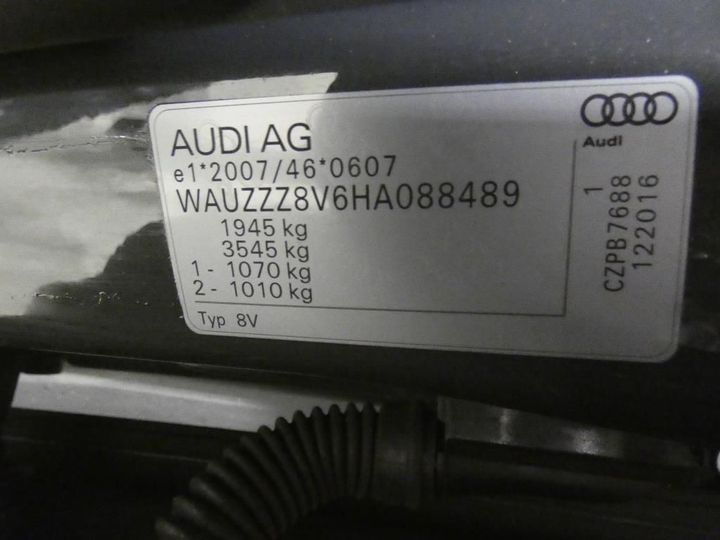 AUDI AG
e1*2007/46*0607
WAUZZZ8V6HA088489
1945 kg
3545 kg
1 - 1070 kg
2 - 1010 kg
Typ 8V
Audi
1
CZPB7688
122016